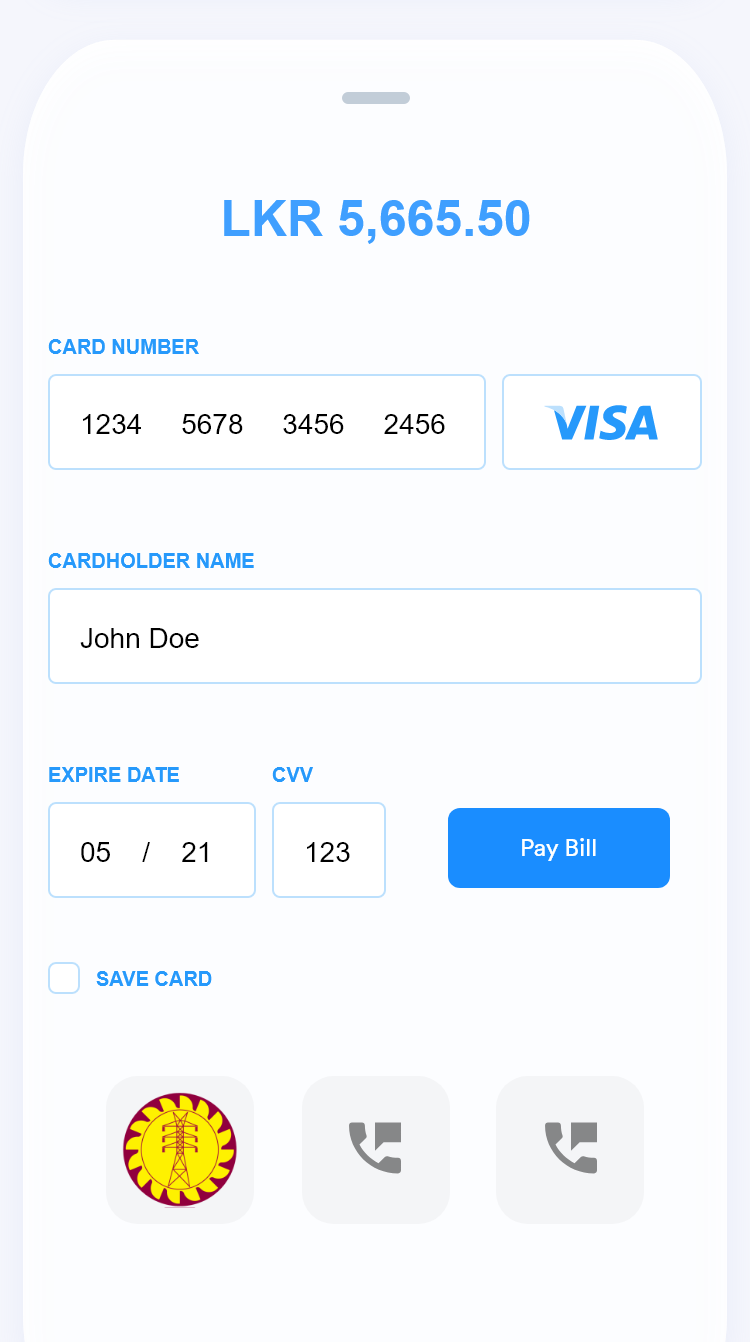 LKR 5,665.50
CARD NUMBER
1234 5678 3456 2456
VISA
CARDHOLDER NAME
John Doe
EXPIRE DATE CVV
05 / 21 123 Pay Bill
SAVE CARD